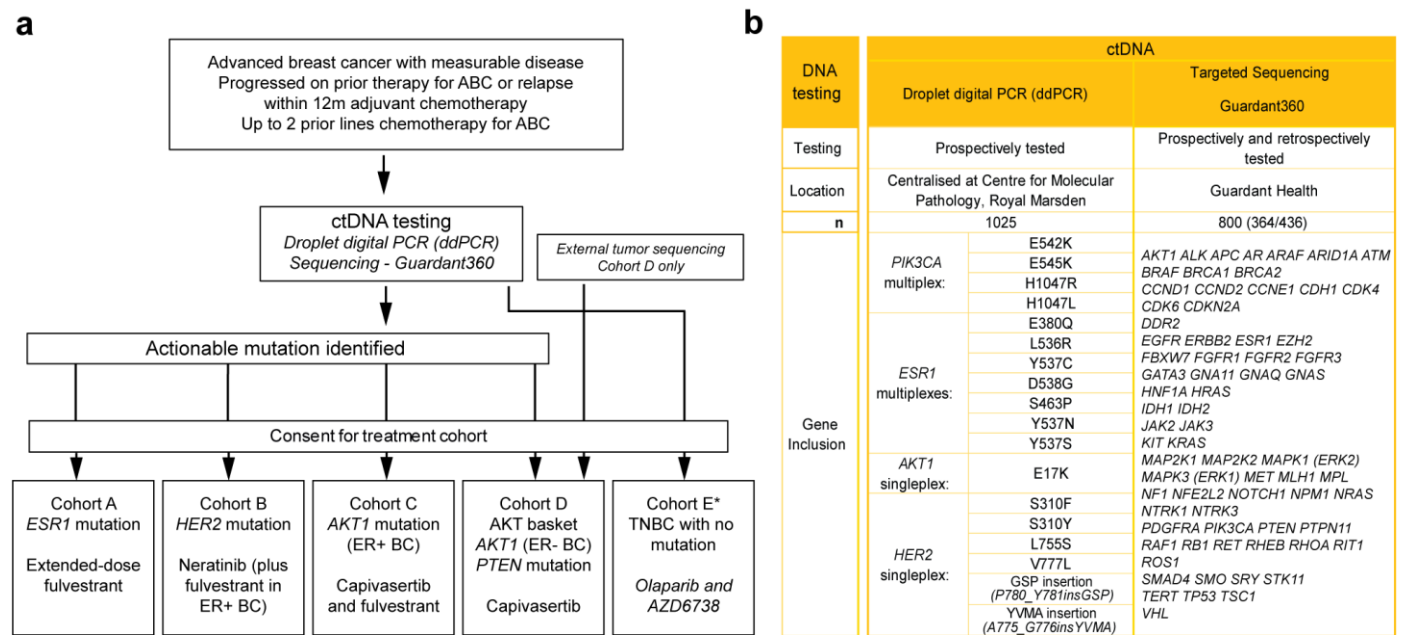 a
Advanced breast cancer with measurable disease
Progressed on prior therapy for ABC or relapse
within 12m adjuvant chemotherapy
Up to 2 prior lines chemotherapy for ABC
ctDNA testing
Droplet digital PCR (ddPCR)
Sequencing - Guardant360
External tumor sequencing
Cohort D only
Actionable mutation identified
Consent for treatment cohort
Cohort A
ESR1 mutation
Extended-dose
fulvestrant
Cohort B
HER2 mutation
Neratinib (plus
fulvestrant in
ER+ BC)
Cohort C
AKT1 mutation
(ER+ BC)
Capivasertib
and fulvestrant
Cohort D
AKT basket
AKT1 (ER- BC)
PTEN mutation
Capivasertib
Cohort E*
TNBC with no
mutation
Olaparib and
AZD6738
b
DNA
testing
ctDNA
Droplet digital PCR (ddPCR)
Targeted Sequencing
Guardant360
Testing
Prospectively tested
Prospectively and retrospectively
tested
Location
Centralised at Centre for Molecular
Pathology, Royal Marsden
Guardant Health
n
1025
800 (364/436)
Gene
Inclusion
PIK3CA
multiplex:
E542K
E545K
H1047R
H1047L
ESR1
multiplexes:
E380Q
L536R
Y537C
D538G
S463P
Y537N
Y537S
AKT1
singleplex:
E17K
HER2
singleplex:
S310F
S310Y
L755S
V777L
GSP insertion
(P780_Y781insGSP)
YVMA insertion
(A775_G776insYVMA)
AKT1 ALK APC AR ARAF ARID1A ATM
BRAF BRCA1 BRCA2
CCND1 CCND2 CCNE1 CDH1 CDK4
CDK6 CDKN2A
DDR2
EGFR ERBB2 ESR1 EZH2
FBXW7 FGFR1 FGFR2 FGFR3
GATA3 GNA11 GNAQ GNAS
HNF1A HRAS
IDH1 IDH2
JAK2 JAK3
KIT KRAS
MAP2K1 MAP2K2 MAPK1 (ERK2)
MAPK3 (ERK1) MET MLH1 MPL
NF1 NFE2L2 NOTCH1 NPM1 NRAS
NTRK1 NTRK3
PDGFRA PIK3CA PTEN PTPN11
RAF1 RB1 RET RHEB RHOA RIT1
ROS1
SMAD4 SMO SRY STK11
TERT TP53 TSC1
VHL